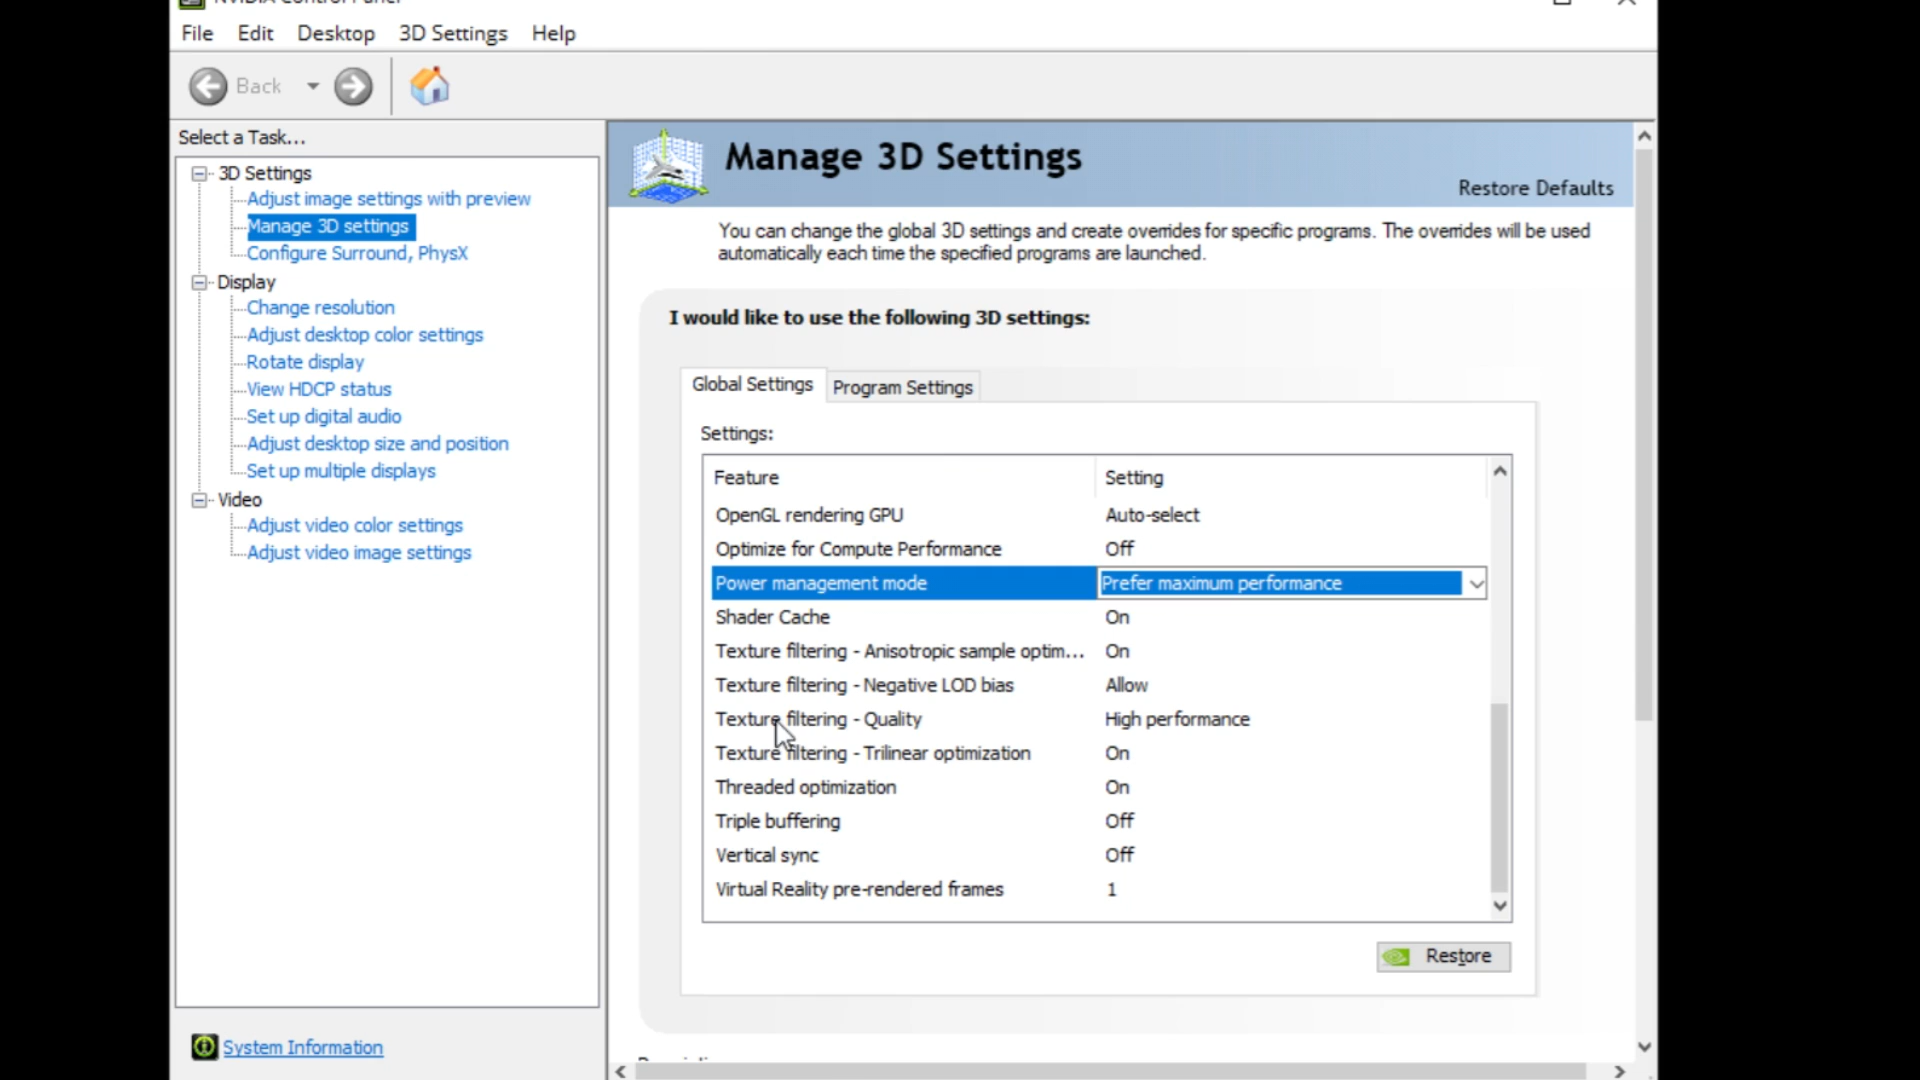 NVIDIA Control Panel
File Edit Desktop 3D Settings Help
Back
Select a Task...
3D Settings
Adjust image settings with preview
Manage 3D settings
Configure Surround, PhysX
Display
Change resolution
Adjust desktop color settings
Rotate display
View HDCP status
Set up digital audio
Adjust desktop size and position
Set up multiple displays
Video
Adjust video color settings
Adjust video image settings
System Information
Manage 3D Settings
Restore Defaults
You can change the global 3D settings and create overrides for specific programs. The overrides will be used
automatically each time the specified programs are launched.
I would like to use the following 3D settings:
Global Settings Program Settings
Settings:
Feature Setting
OpenGL rendering GPU Auto-select
Optimize for Compute Performance Off
Power management mode Prefer maximum performance
Shader Cache On
Texture filtering - Anisotropic sample optim... On
Texture filtering - Negative LOD bias Allow
Texture filtering - Quality High performance
Texture filtering - Trilinear optimization On
Threaded optimization On
Triple buffering Off
Vertical sync Off
Virtual Reality pre-rendered frames 1
Restore